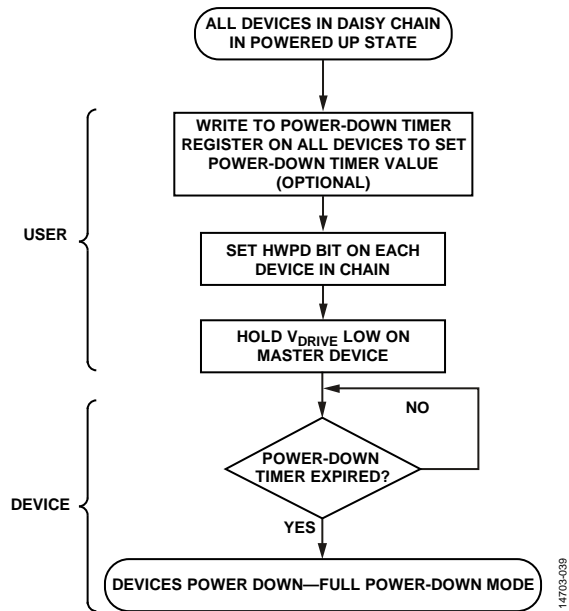 ALL DEVICES IN DAISY CHAIN
IN POWERED UP STATE
WRITE TO POWER-DOWN TIMER
REGISTER ON ALL DEVICES TO SET
POWER-DOWN TIMER VALUE
(OPTIONAL)
USER
SET HWPD BIT ON EACH
DEVICE IN CHAIN
HOLD VDRIVE LOW ON
MASTER DEVICE
NO
POWER-DOWN
TIMER EXPIRED?
DEVICE
YES
DEVICES POWER DOWN—FULL POWER-DOWN MODE
14703-039